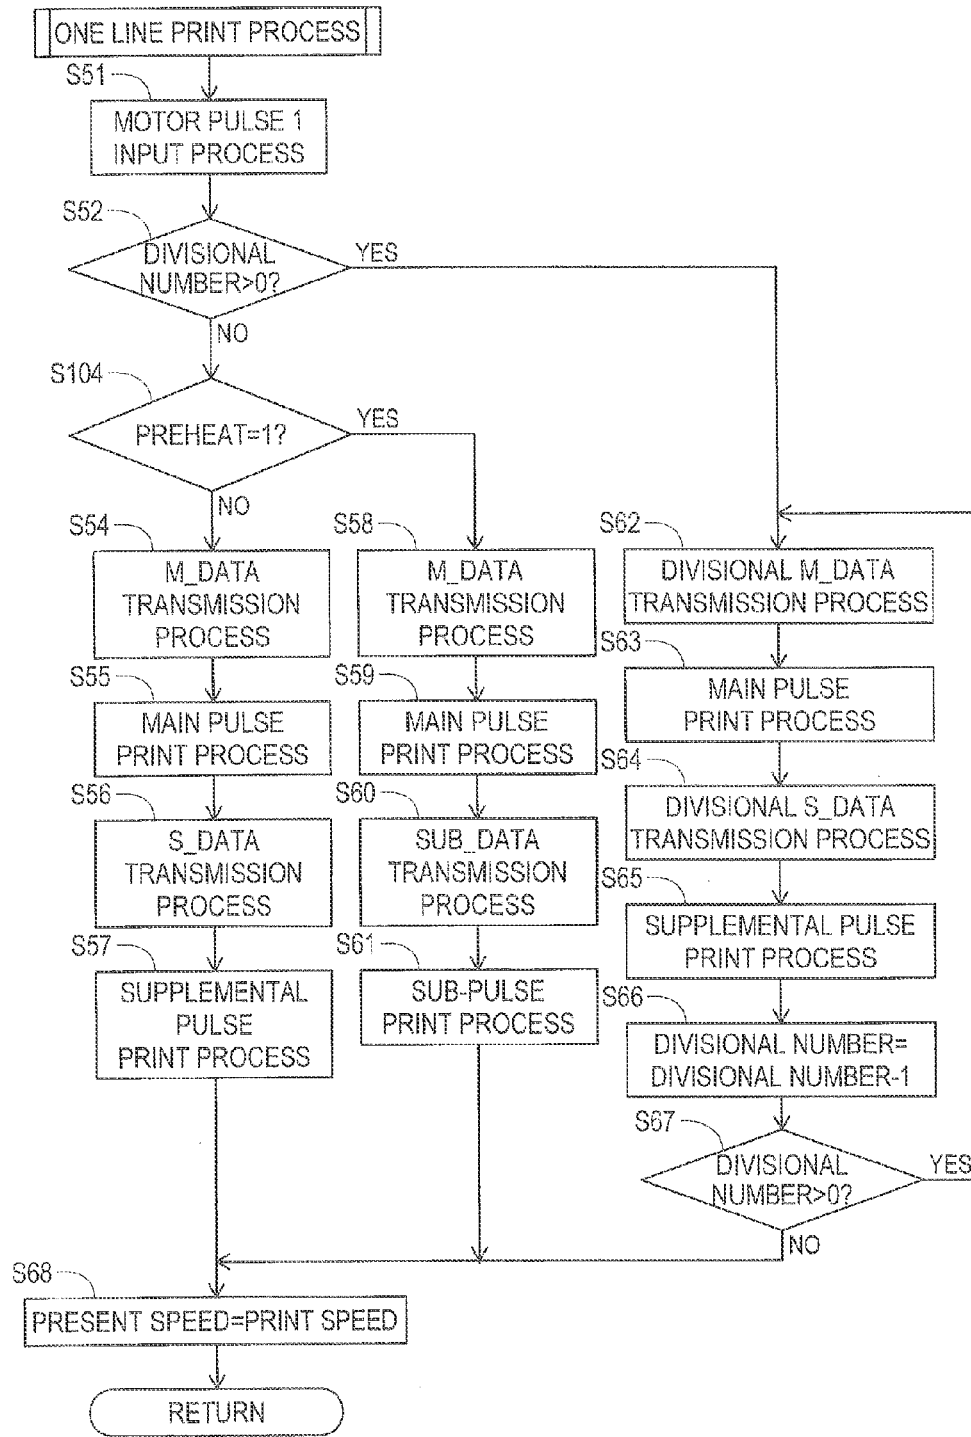 ONE LINE PRINT PROCESS
S51
MOTOR PULSE 1
INPUT PROCESS
S52
DIVISIONAL
NUMBER>0?
YES
NO
S104
PREHEAT=1?
YES
NO
S54
M_DATA
TRANSMISSION
PROCESS
S55
MAIN PULSE
PRINT PROCESS
S56
S_DATA
TRANSMISSION
PROCESS
S57
SUPPLEMENTAL
PULSE
PRINT PROCESS
S58
M_DATA
TRANSMISSION
PROCESS
S59
MAIN PULSE
PRINT PROCESS
S60
SUB_DATA
TRANSMISSION
PROCESS
S61
SUB-PULSE
PRINT PROCESS
S62
DIVISIONAL M_DATA
TRANSMISSION PROCESS
S63
MAIN PULSE
PRINT PROCESS
S64
DIVISIONAL S_DATA
TRANSMISSION PROCESS
S65
SUPPLEMENTAL PULSE
PRINT PROCESS
S66
DIVISIONAL NUMBER=
DIVISIONAL NUMBER-1
S67
DIVISIONAL
NUMBER>0?
YES
NO
S68
PRESENT SPEED=PRINT SPEED
RETURN